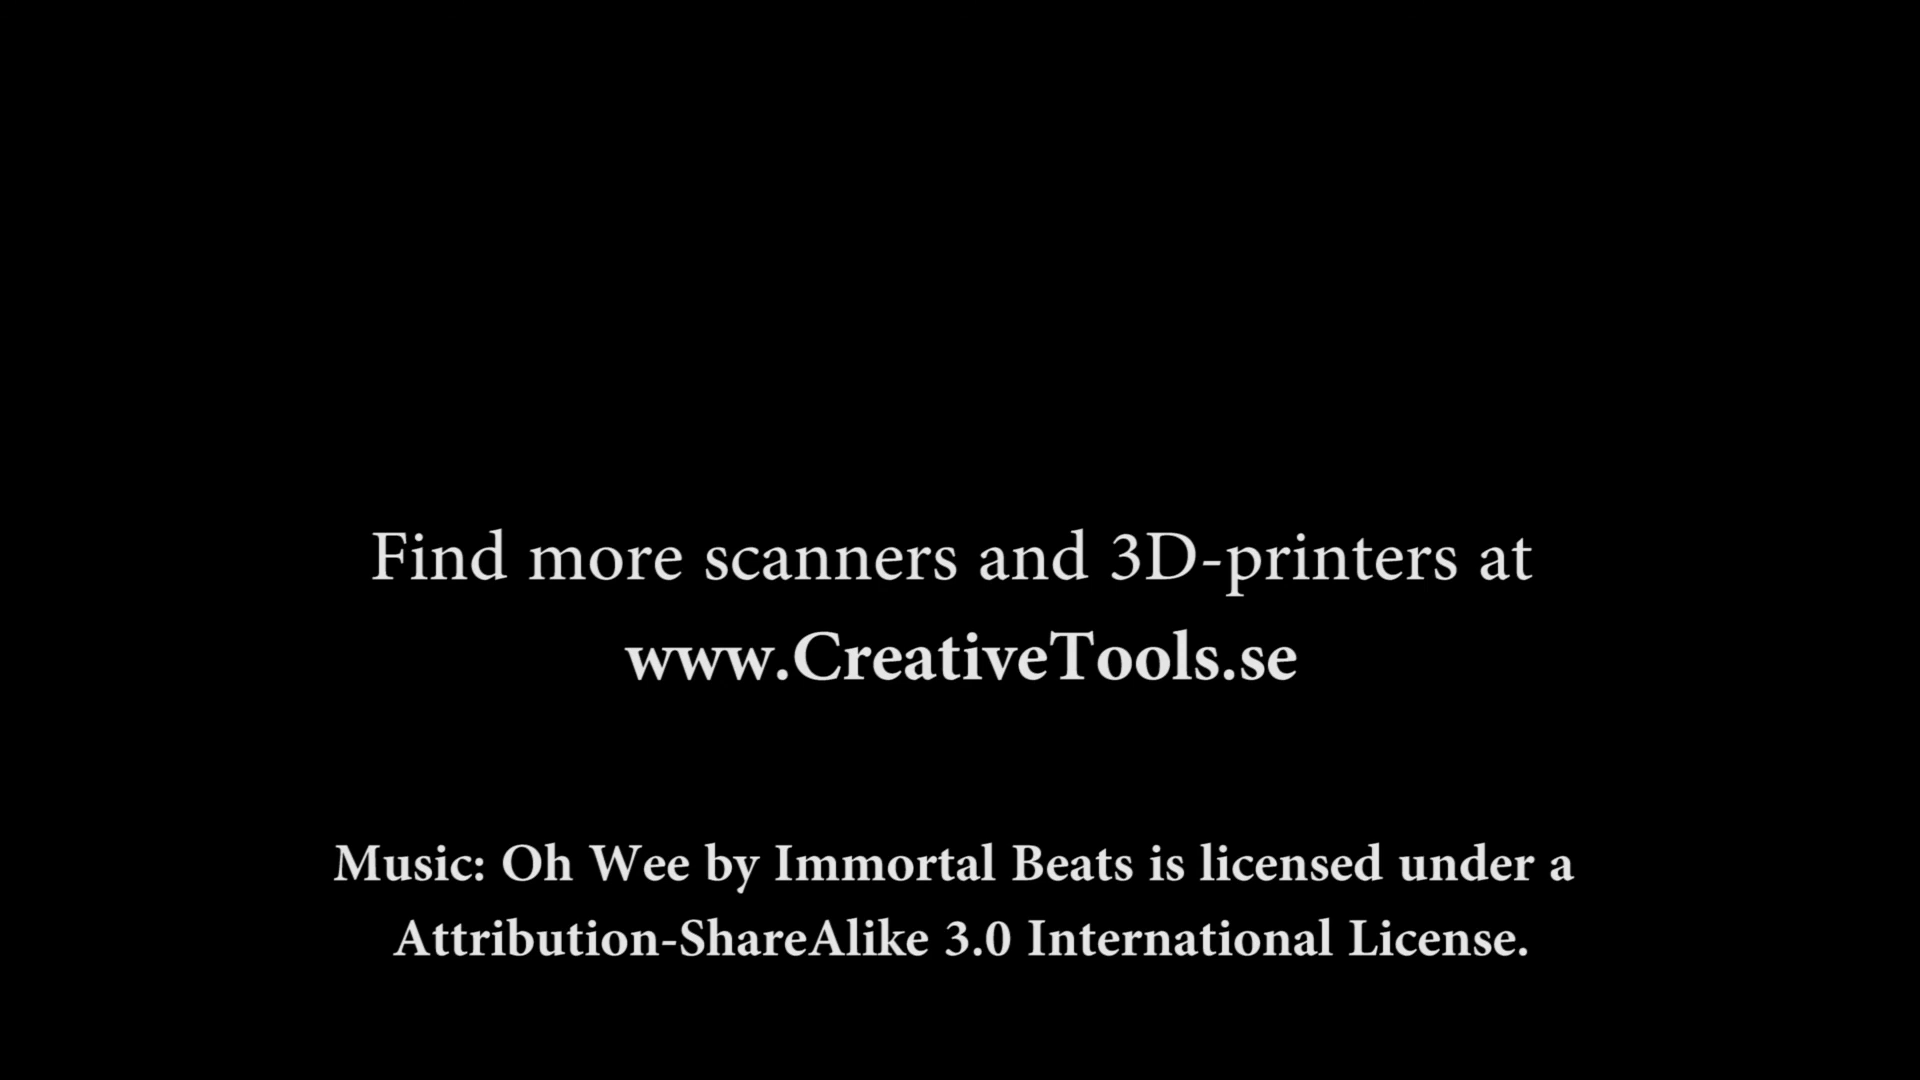 Find more scanners and 3D-printers at
www.CreativeTools.se
Music: Oh Wee by Immortal Beats is licensed under a
Attribution-ShareAlike 3.0 International License.